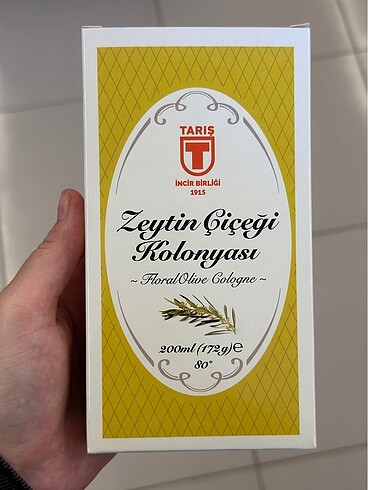 TARIŞ
T
İNCİR BİRLİĞİ
1915
Zeytin Çiçeği
Kolonyası
~ Floral Olive Cologne ~
200ml (172g)℮
80°